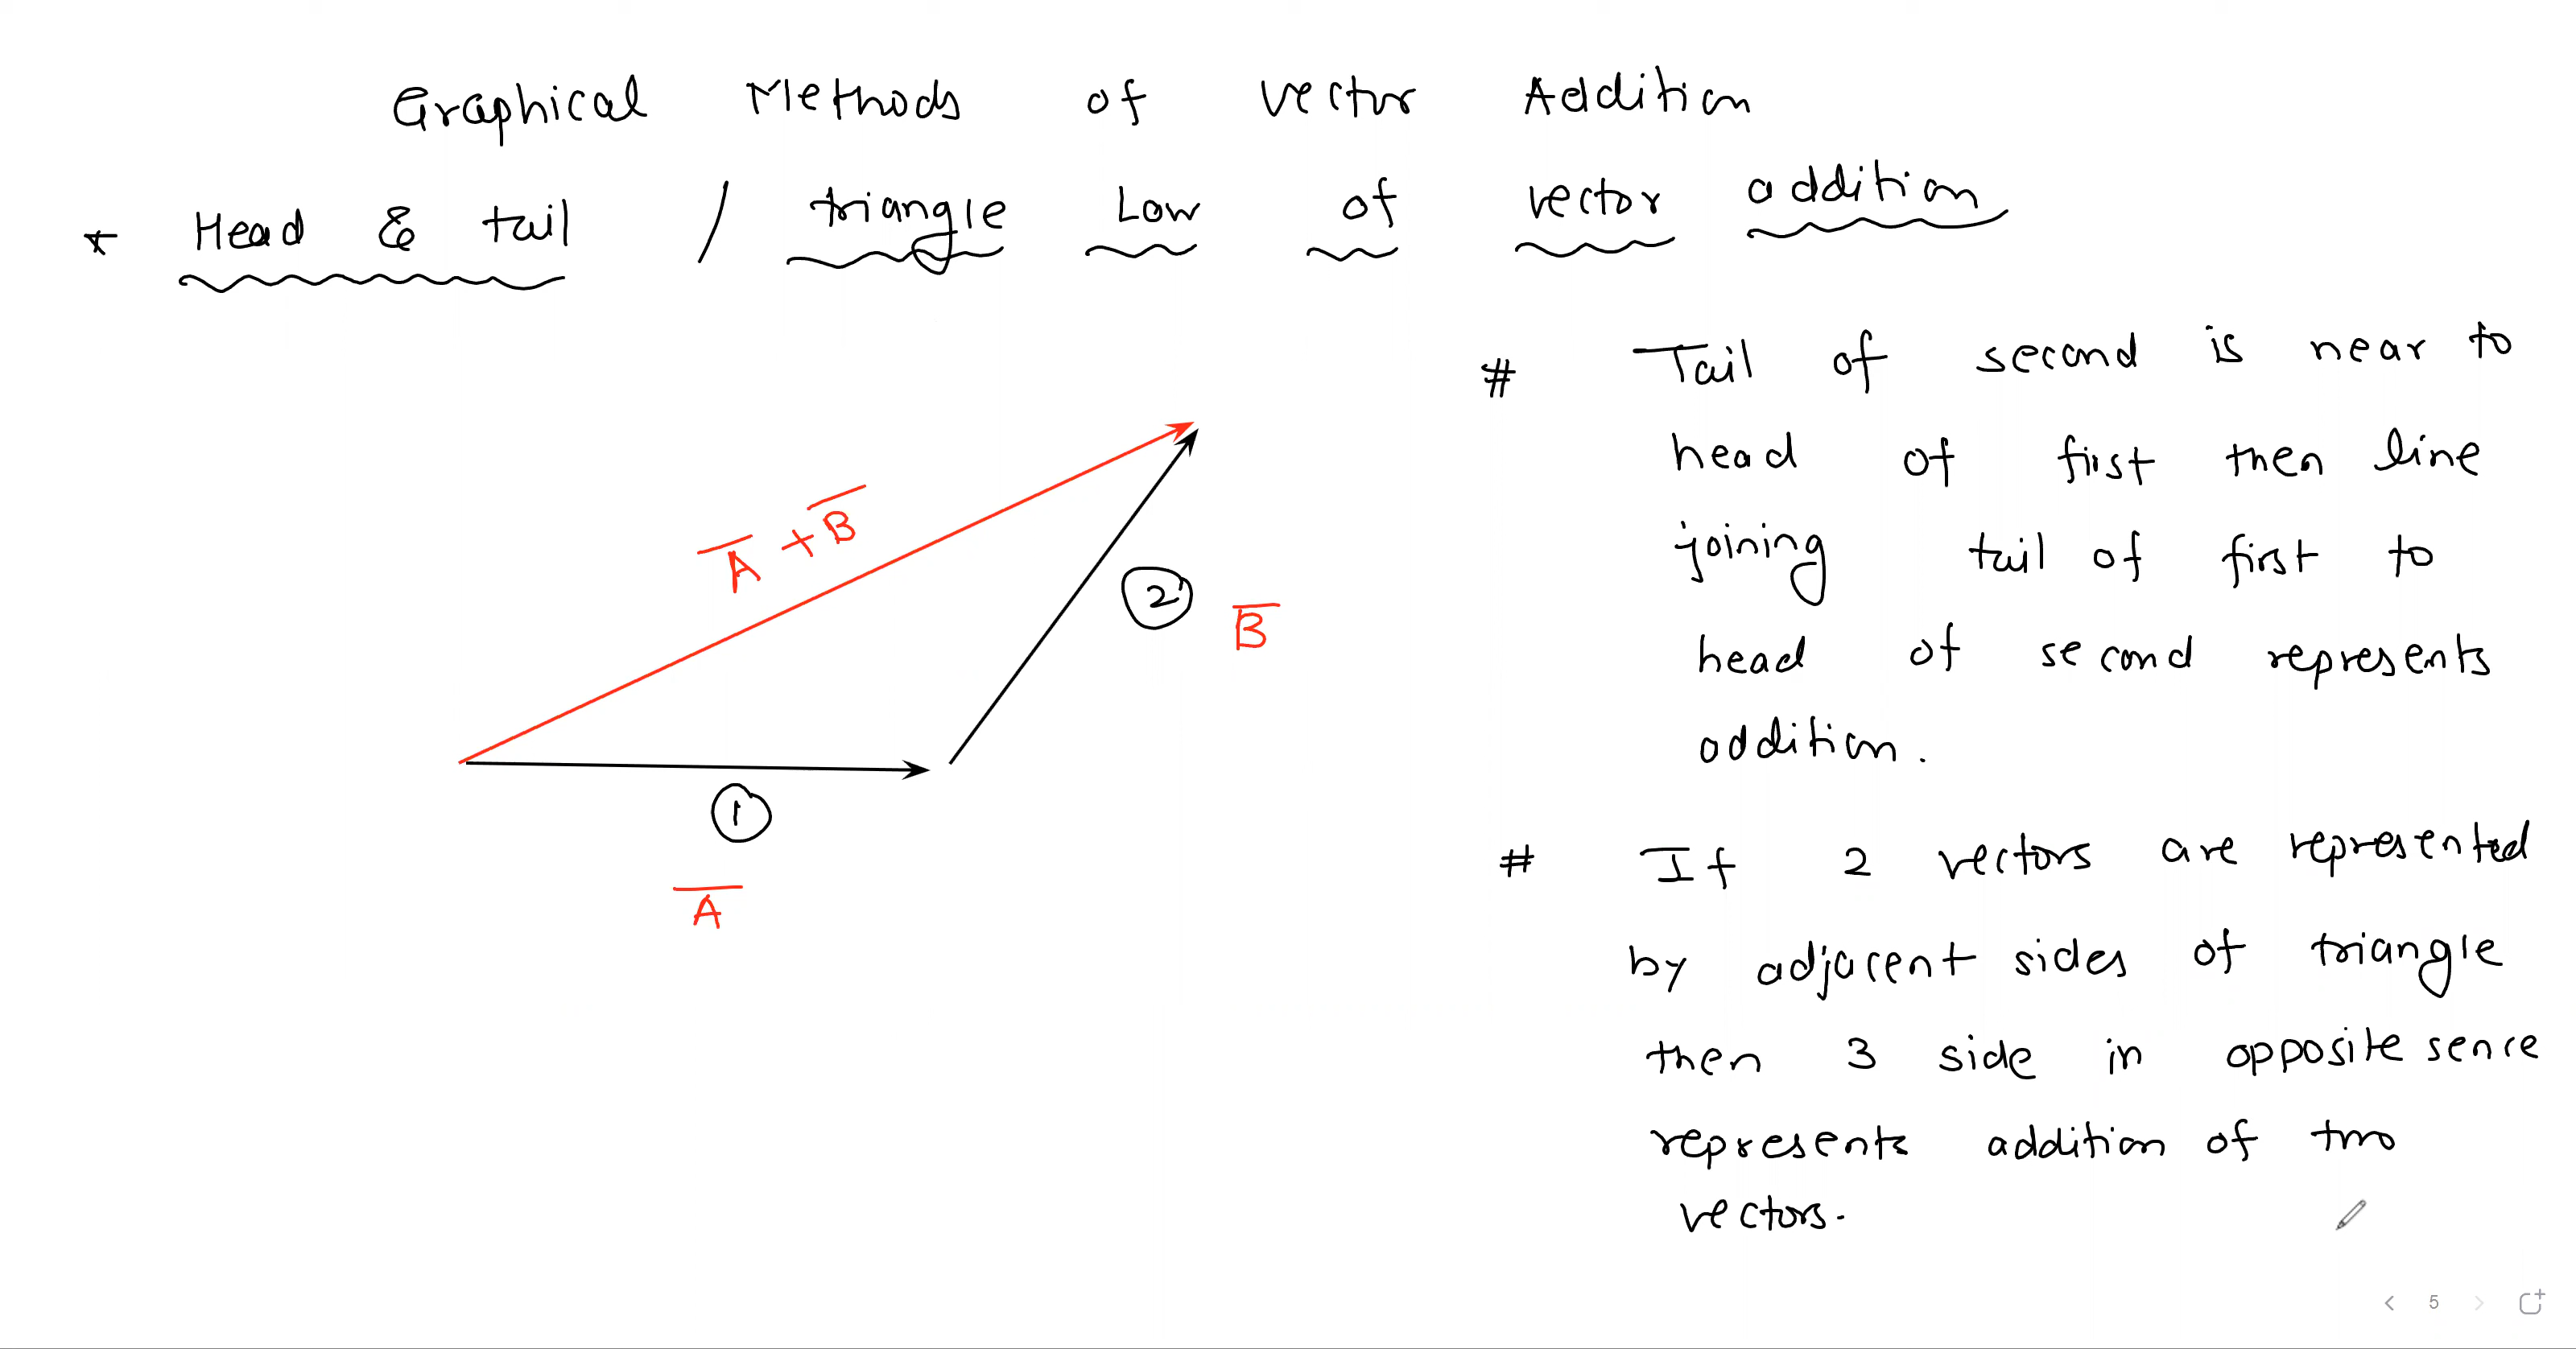 Graphical Methods of Vector Addition
* Head & tail / triangle Law of vector addition
# Tail of second is near to
head of first then line
joining tail of first to
head of second represents
addition.
A + B
2
B
1
A
# If 2 vectors are represented
by adjacent sides of triangle
then 3 side in opposite sence
represents addition of two
vectors.
< 5 >